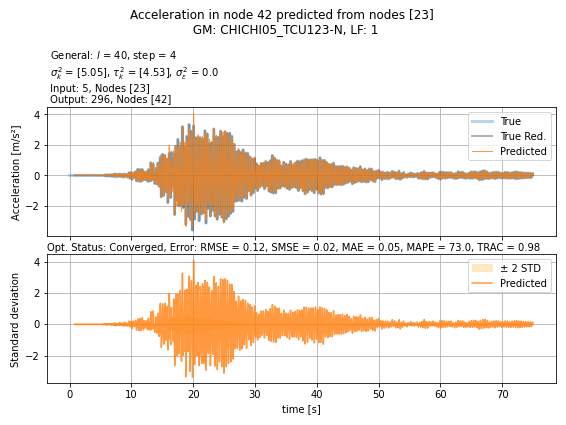 Acceleration in node 42 predicted from nodes [23]
GM: CHICHI05_TCU123-N, LF: 1
General: l = 40, step = 4
σ²ₖ = [5.05], τ²ₖ = [4.53], σ²ε = 0.0
Input: 5, Nodes [23]
Output: 296, Nodes [42]
Acceleration [m/s²]
4
2
0
−2
True
True Red.
Predicted
Opt. Status: Converged, Error: RMSE = 0.12, SMSE = 0.02, MAE = 0.05, MAPE = 73.0, TRAC = 0.98
Standard deviation
4
2
0
−2
± 2 STD
Predicted
0 10 20 30 40 50 60 70
time [s]